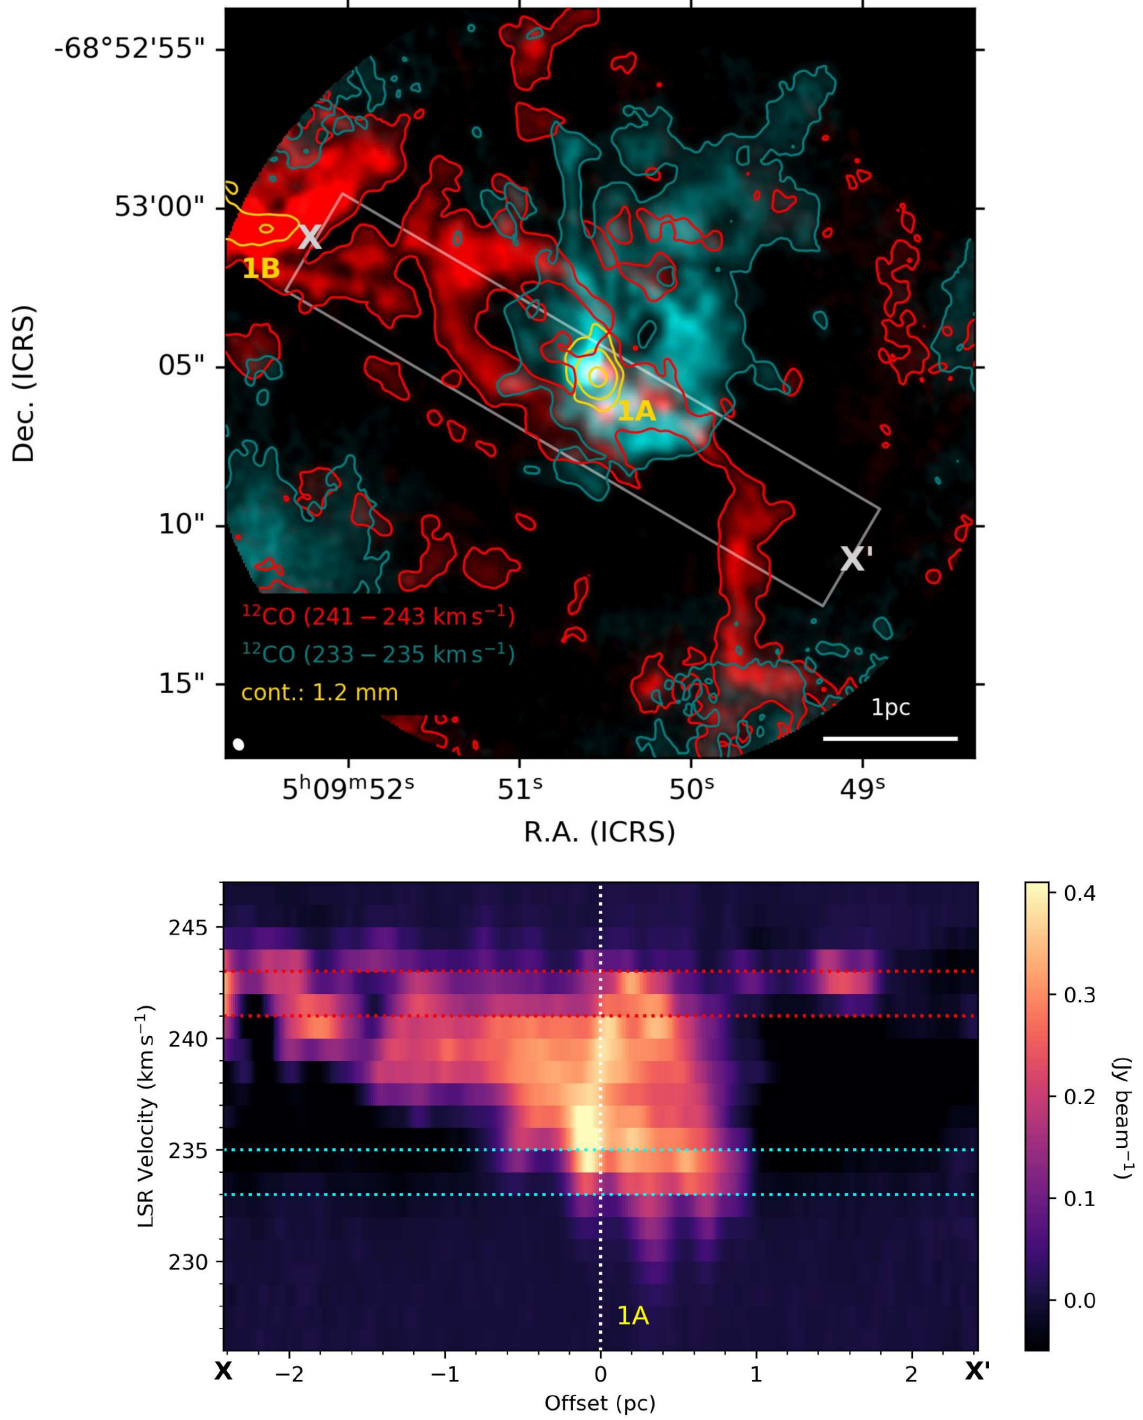 -68°52'55"
53'00"
05"
10"
15"
Dec. (ICRS)
X
1B
1A
X'
¹²CO (241 – 243 km s⁻¹)
¹²CO (233 – 235 km s⁻¹)
cont.: 1.2 mm
1pc
5ʰ09ᵐ52ˢ 51ˢ 50ˢ 49ˢ
R.A. (ICRS)
245
240
235
230
LSR Velocity (km s⁻¹)
1A
X −2 −1 0 1 2 X'
Offset (pc)
0.4
0.3
0.2
0.1
0.0
(Jy beam⁻¹)